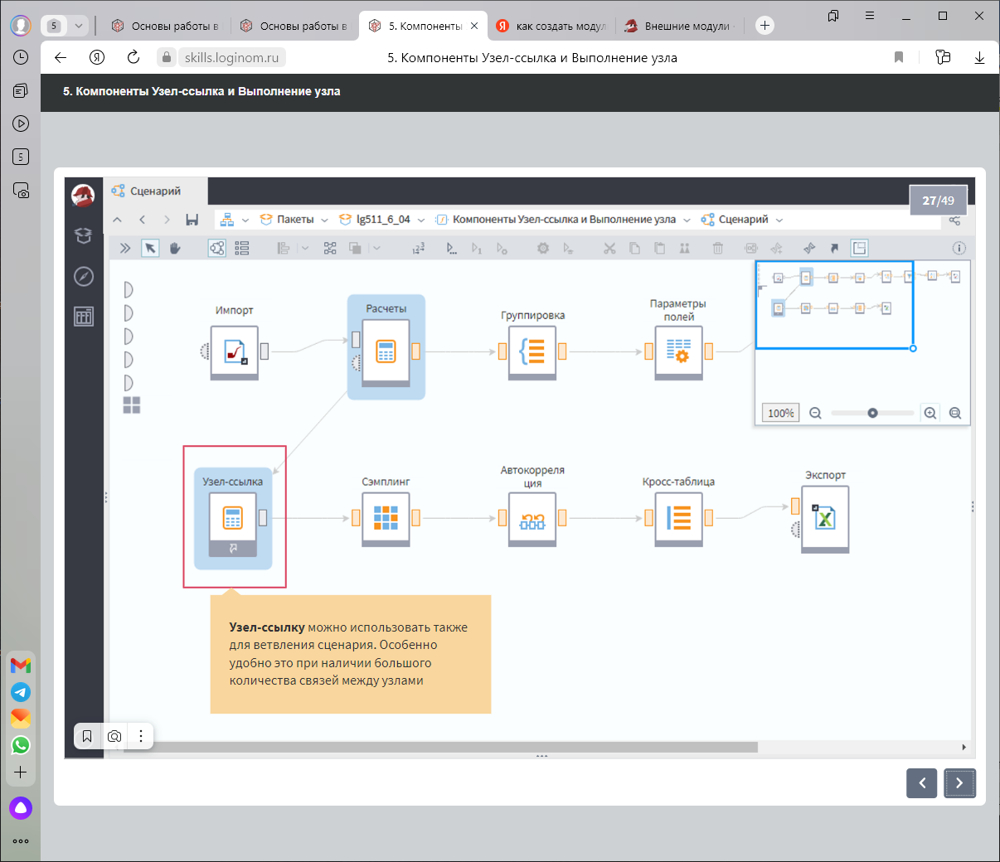 5
Основы работы в
Основы работы в
5. Компоненты
как создать модул
Внешние модули
skills.loginom.ru
5. Компоненты Узел-ссылка и Выполнение узла
5. Компоненты Узел-ссылка и Выполнение узла
5
Сценарий
27/49
Пакеты
lg511_6_04
Компоненты Узел-ссылка и Выполнение узла
Сценарий
Импорт
Расчеты
Группировка
Параметры
полей
100%
Узел-ссылка
Сэмплинг
Автокорреля
ция
Кросс-таблица
Экспорт
Узел-ссылку можно использовать также
для ветвления сценария. Особенно
удобно это при наличии большого
количества связей между узлами